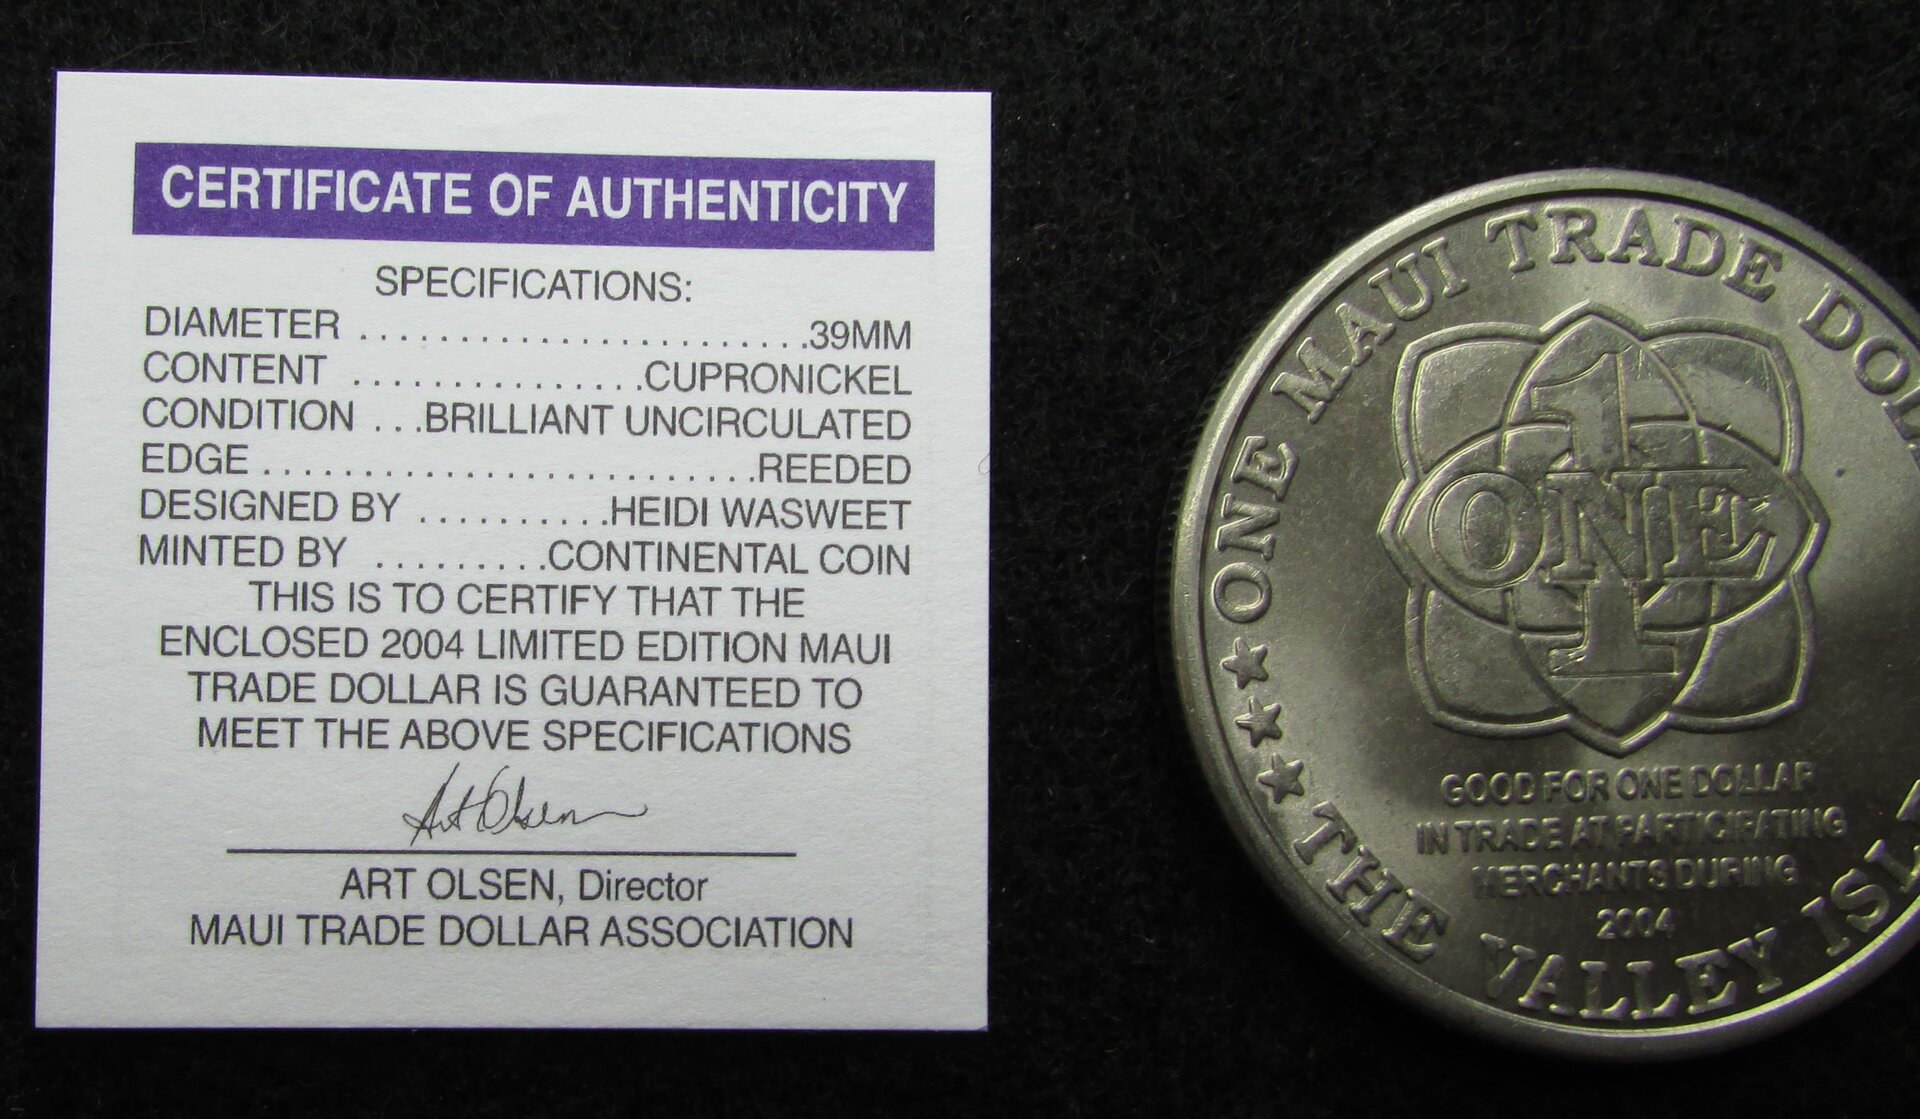 CERTIFICATE OF AUTHENTICITY
SPECIFICATIONS:
DIAMETER .......................39MM
CONTENT ...............CUPRONICKEL
CONDITION ...BRILLIANT UNCIRCULATED
EDGE.........................REEDED
DESIGNED BY ..........HEIDI WASWEET
MINTED BY .........CONTINENTAL COIN
THIS IS TO CERTIFY THAT THE
ENCLOSED 2004 LIMITED EDITION MAUI
TRADE DOLLAR IS GUARANTEED TO
MEET THE ABOVE SPECIFICATIONS
Art Olsen
ART OLSEN, Director
MAUI TRADE DOLLAR ASSOCIATION
ONE MAUI TRADE DOL
1
ONE
GOOD FOR ONE DOLLAR
IN TRADE AT PARTICIPATING
MERCHANTS DURING
2004
THE VALLEY ISL